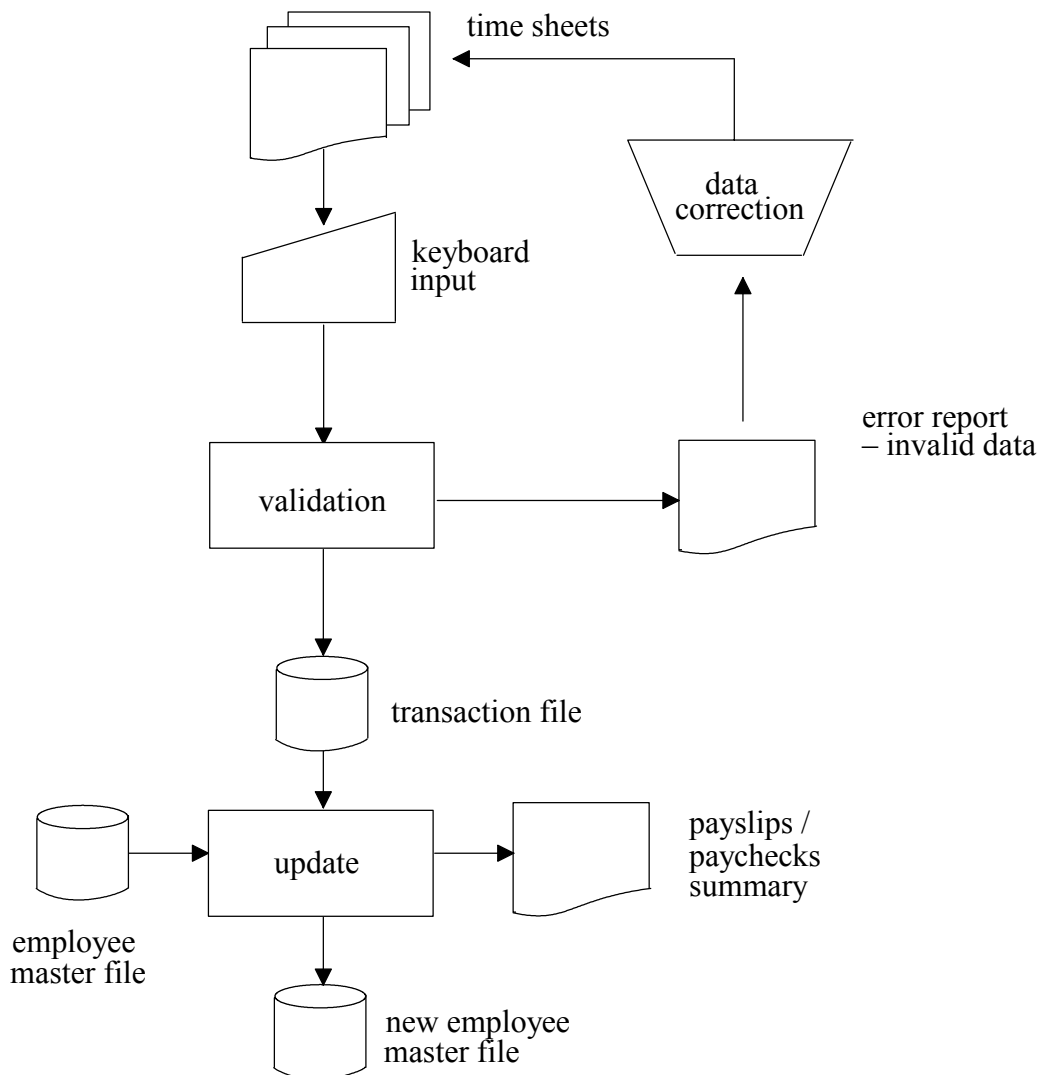 time sheets
data
correction
keyboard
input
error report
– invalid data
validation
transaction file
payslips /
paychecks
summary
update
employee
master file
new employee
master file